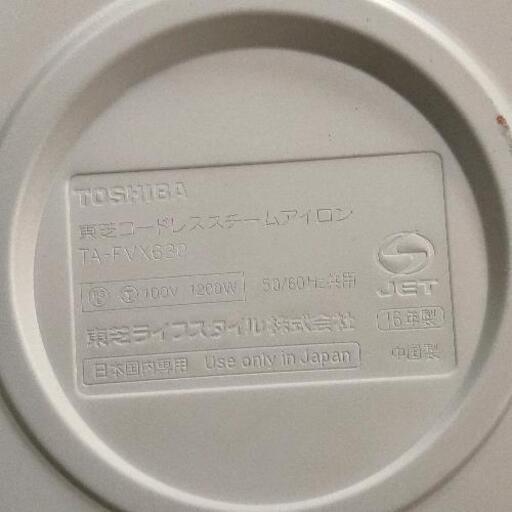 TOSHIBA
東芝コードレススチームアイロン
TA-FVX630
PS E 100V 1200W 50/60Hz共用
JET
東芝ライフスタイル株式会社 16年製
日本国内専用 Use only in Japan 中国製